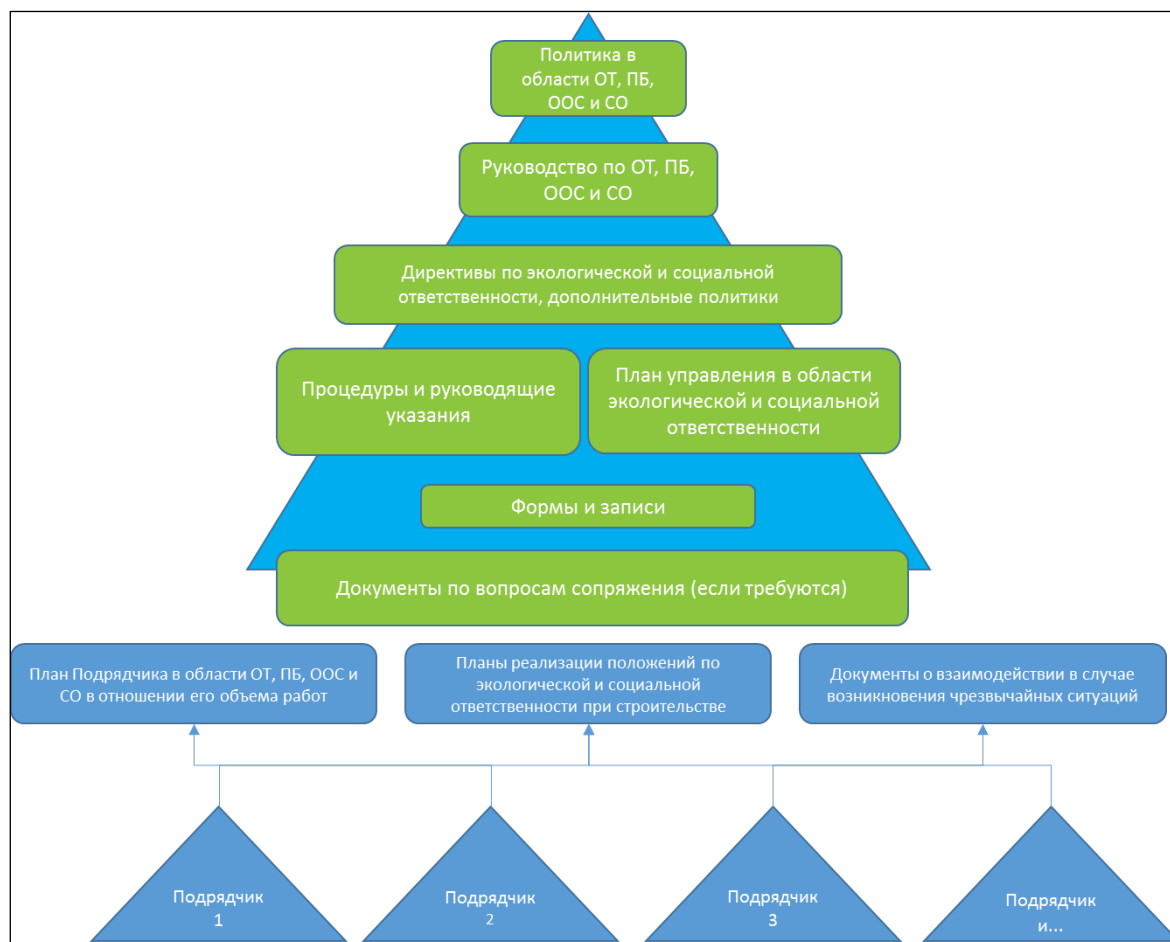 Политика в
области ОТ, ПБ,
ООС и СО
Руководство по ОТ, ПБ,
ООС и СО
Директивы по экологической и социальной
ответственности, дополнительные политики
Процедуры и руководящие
указания
План управления в области
экологической и социальной
ответственности
Формы и записи
Документы по вопросам сопряжения (если требуются)
План Подрядчика в области ОТ, ПБ, ООС и
СО в отношении его объема работ
Планы реализации положений по
экологической и социальной
ответственности при строительстве
Документы о взаимодействии в случае
возникновения чрезвычайных ситуаций
Подрядчик
1
Подрядчик
2
Подрядчик
3
Подрядчик
и...